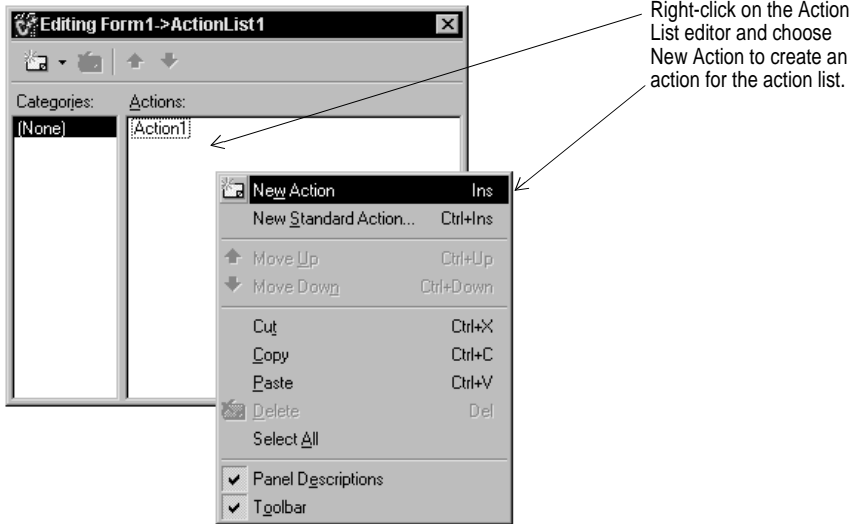 Editing Form1->ActionList1
Right-click on the Action
List editor and choose
New Action to create an
action for the action list.
Categories: Actions:
(None) Action1
New Action Ins
New Standard Action... Ctrl+Ins
Move Up Ctrl+Up
Move Down Ctrl+Down
Cut Ctrl+X
Copy Ctrl+C
Paste Ctrl+V
Delete Del
Select All
Panel Descriptions
Toolbar